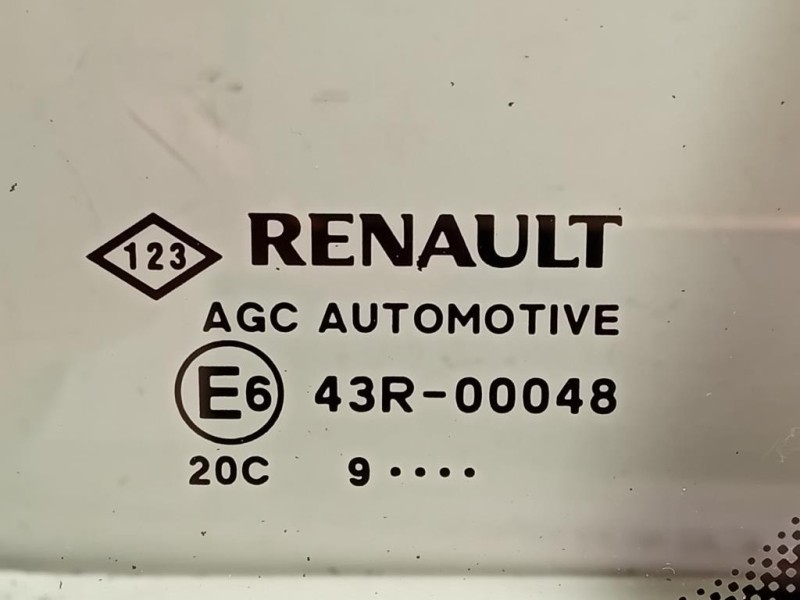 123 RENAULT
AGC AUTOMOTIVE
E6 43R-00048
20C 9 ····